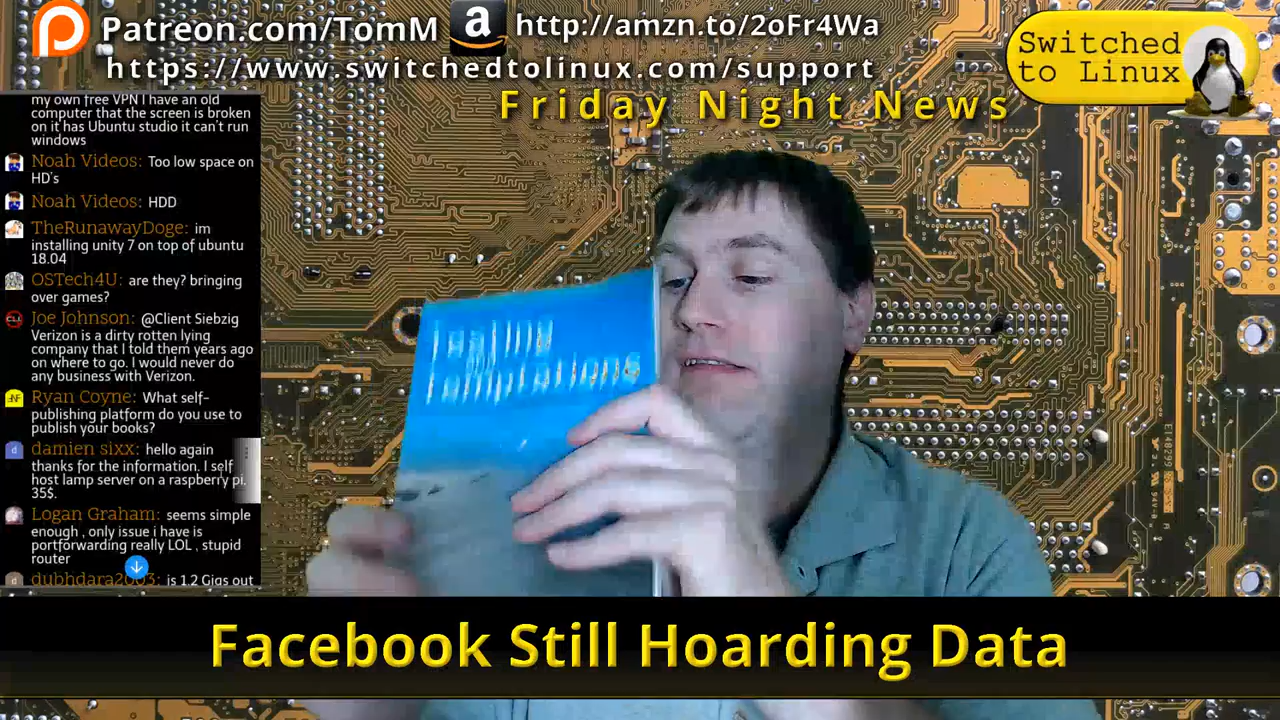 Patreon.com/TomM
http://amzn.to/2oFr4Wa
https://www.switchedtolinux.com/support
Friday Night News
Switched
to Linux
my own free VPN I have an old
computer that the screen is broken
on it has Ubuntu studio it can't run
windows
Noah Videos: Too low space on
HD's
Noah Videos: HDD
TheRunawayDoge: im
installing unity 7 on top of ubuntu
18.04
OSTech4U: are they? bringing
over games?
Joe Johnson: @Client Siebzig
Verizon is a dirty rotten lying
company that I told them years ago
on where to go. I would never do
any business with Verizon.
Ryan Coyne: What self-
publishing platform do you use to
publish your books?
damien sixx: hello again
thanks for the information. I self
host lamp server on a raspberry pi.
35$.
Logan Graham: seems simple
enough , only issue i have is
portforwarding really LOL , stupid
router
dubhdara2003: is 1.2 Gigs out
Facebook Still Hoarding Data